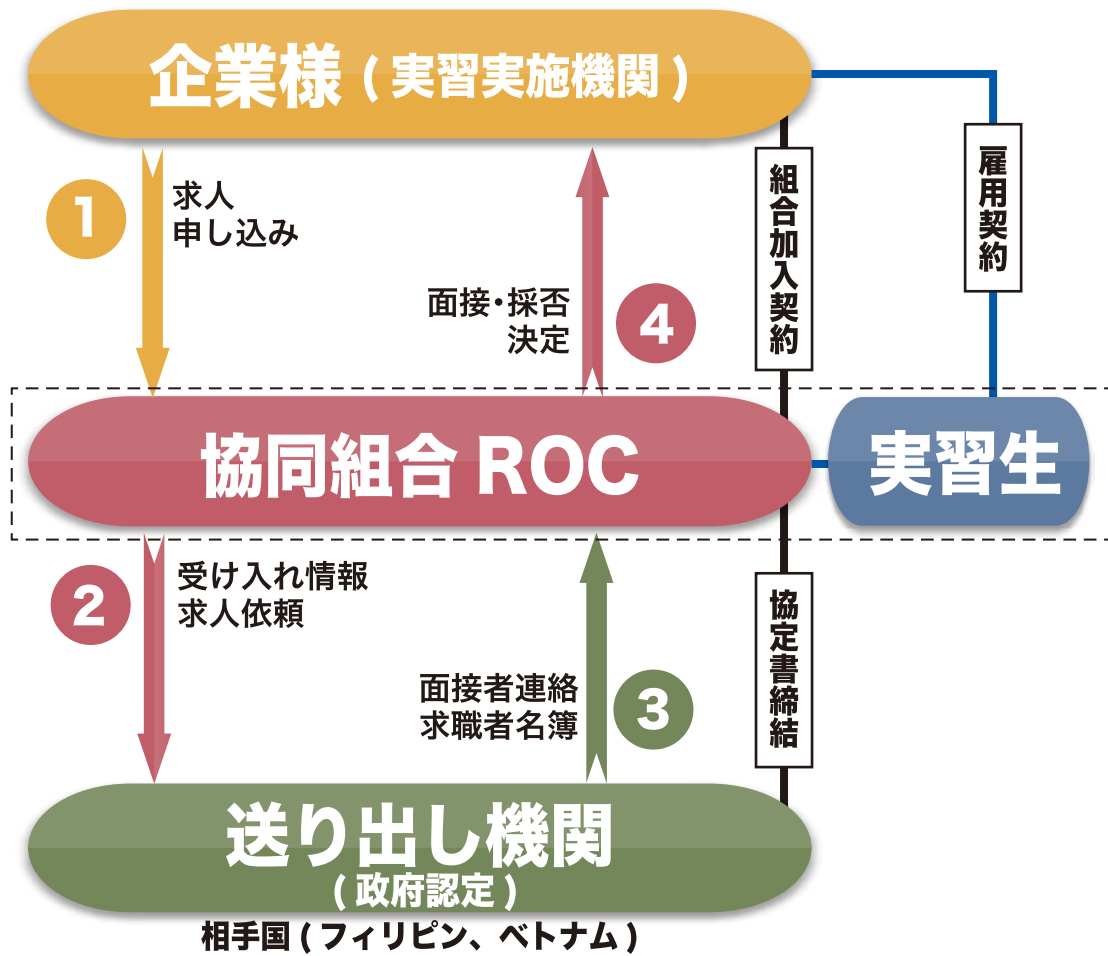 企業様 ( 実習実施機関 )
1
求人
申し込み
面接・採否
決定
4
組合加入契約
雇用契約
協同組合 ROC
実習生
2
受け入れ情報
求人依頼
面接者連絡
求職者名簿
3
協定書締結
送り出し機関
( 政府認定 )
相手国 ( フィリピン、ベトナム )